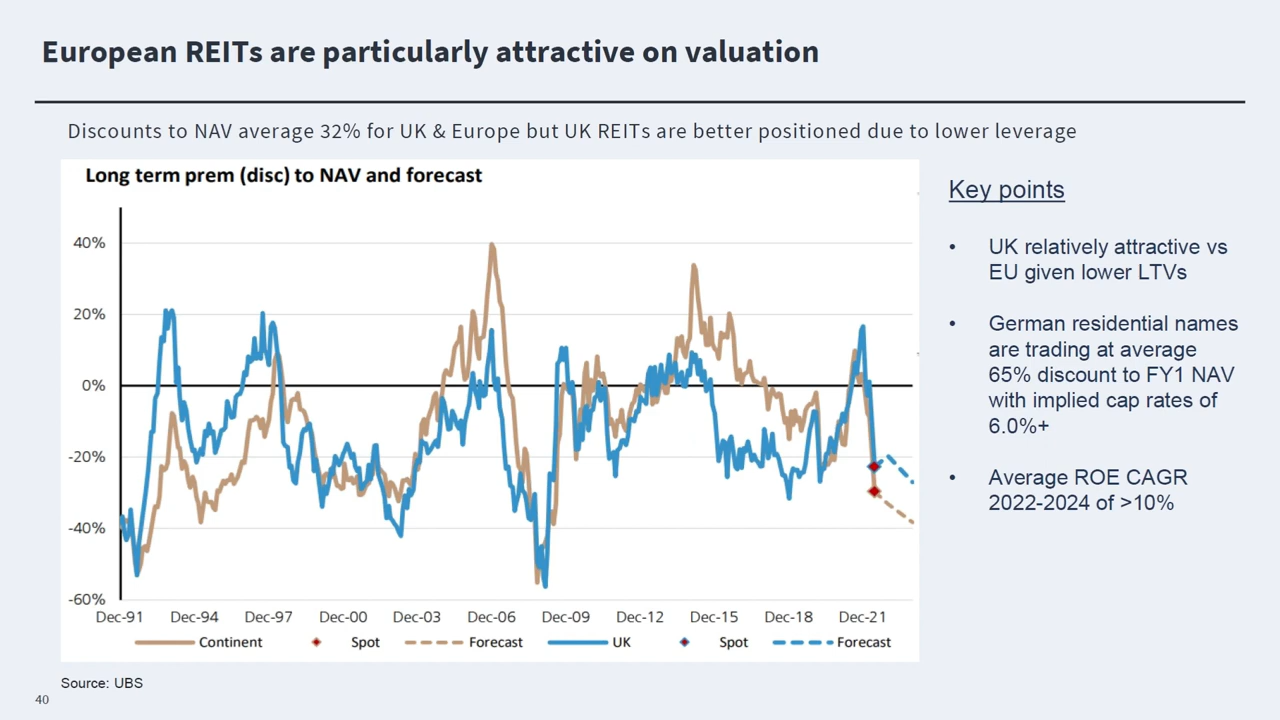 European REITs are particularly attractive on valuation
Discounts to NAV average 32% for UK & Europe but UK REITs are better positioned due to lower leverage
Long term prem (disc) to NAV and forecast
40%
20%
0%
-20%
-40%
-60%
Dec-91 Dec-94 Dec-97 Dec-00 Dec-03 Dec-06 Dec-09 Dec-12 Dec-15 Dec-18 Dec-21
Continent Spot Forecast UK Spot Forecast
Key points
• UK relatively attractive vs
EU given lower LTVs
• German residential names
are trading at average
65% discount to FY1 NAV
with implied cap rates of
6.0%+
• Average ROE CAGR
2022-2024 of >10%
Source: UBS
40